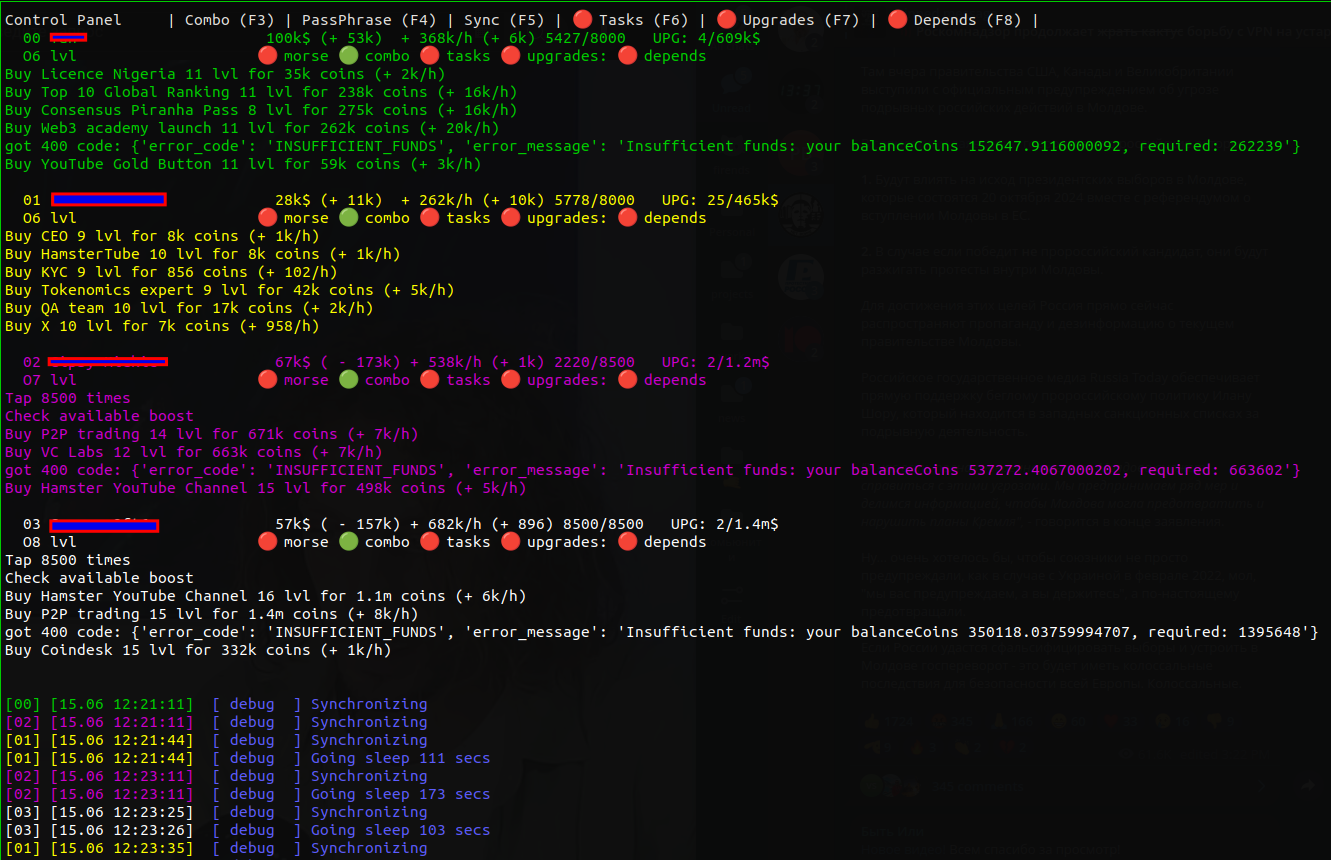 Control Panel | Combo (F3) | PassPhrase (F4) | Sync (F5) | 🔴 Tasks (F6) | 🔴 Upgrades (F7) | 🔴 Depends (F8) |
00 100k$ (+ 53k) + 368k/h (+ 6k) 5427/8000 UPG: 4/609k$
O6 lvl 🔴 morse 🟢 combo 🔴 tasks 🔴 upgrades: 🔴 depends
Buy Licence Nigeria 11 lvl for 35k coins (+ 2k/h)
Buy Top 10 Global Ranking 11 lvl for 238k coins (+ 16k/h)
Buy Consensus Piranha Pass 8 lvl for 275k coins (+ 16k/h)
Buy Web3 academy launch 11 lvl for 262k coins (+ 20k/h)
got 400 code: {'error_code': 'INSUFFICIENT_FUNDS', 'error_message': 'Insufficient funds: your balanceCoins 152647.9116000092, required: 262239'}
Buy YouTube Gold Button 11 lvl for 59k coins (+ 3k/h)
01 28k$ (+ 11k) + 262k/h (+ 10k) 5778/8000 UPG: 25/465k$
O6 lvl 🔴 morse 🟢 combo 🔴 tasks 🔴 upgrades: 🔴 depends
Buy CEO 9 lvl for 8k coins (+ 1k/h)
Buy HamsterTube 10 lvl for 8k coins (+ 1k/h)
Buy KYC 9 lvl for 856 coins (+ 102/h)
Buy Tokenomics expert 9 lvl for 42k coins (+ 5k/h)
Buy QA team 10 lvl for 17k coins (+ 2k/h)
Buy X 10 lvl for 7k coins (+ 958/h)
02 67k$ ( - 173k) + 538k/h (+ 1k) 2220/8500 UPG: 2/1.2m$
O7 lvl 🔴 morse 🟢 combo 🔴 tasks 🔴 upgrades: 🔴 depends
Tap 8500 times
Check available boost
Buy P2P trading 14 lvl for 671k coins (+ 7k/h)
Buy VC Labs 12 lvl for 663k coins (+ 7k/h)
got 400 code: {'error_code': 'INSUFFICIENT_FUNDS', 'error_message': 'Insufficient funds: your balanceCoins 537272.4067000202, required: 663602'}
Buy Hamster YouTube Channel 15 lvl for 498k coins (+ 5k/h)
03 57k$ ( - 157k) + 682k/h (+ 896) 8500/8500 UPG: 2/1.4m$
O8 lvl 🔴 morse 🟢 combo 🔴 tasks 🔴 upgrades: 🔴 depends
Tap 8500 times
Check available boost
Buy Hamster YouTube Channel 16 lvl for 1.1m coins (+ 6k/h)
Buy P2P trading 15 lvl for 1.4m coins (+ 8k/h)
got 400 code: {'error_code': 'INSUFFICIENT_FUNDS', 'error_message': 'Insufficient funds: your balanceCoins 350118.03759994707, required: 1395648'}
Buy Coindesk 15 lvl for 332k coins (+ 1k/h)
[00] [15.06 12:21:11] [ debug ] Synchronizing
[02] [15.06 12:21:11] [ debug ] Synchronizing
[01] [15.06 12:21:44] [ debug ] Synchronizing
[01] [15.06 12:21:44] [ debug ] Going sleep 111 secs
[02] [15.06 12:23:11] [ debug ] Synchronizing
[02] [15.06 12:23:11] [ debug ] Going sleep 173 secs
[03] [15.06 12:23:25] [ debug ] Synchronizing
[03] [15.06 12:23:26] [ debug ] Going sleep 103 secs
[01] [15.06 12:23:35] [ debug ] Synchronizing